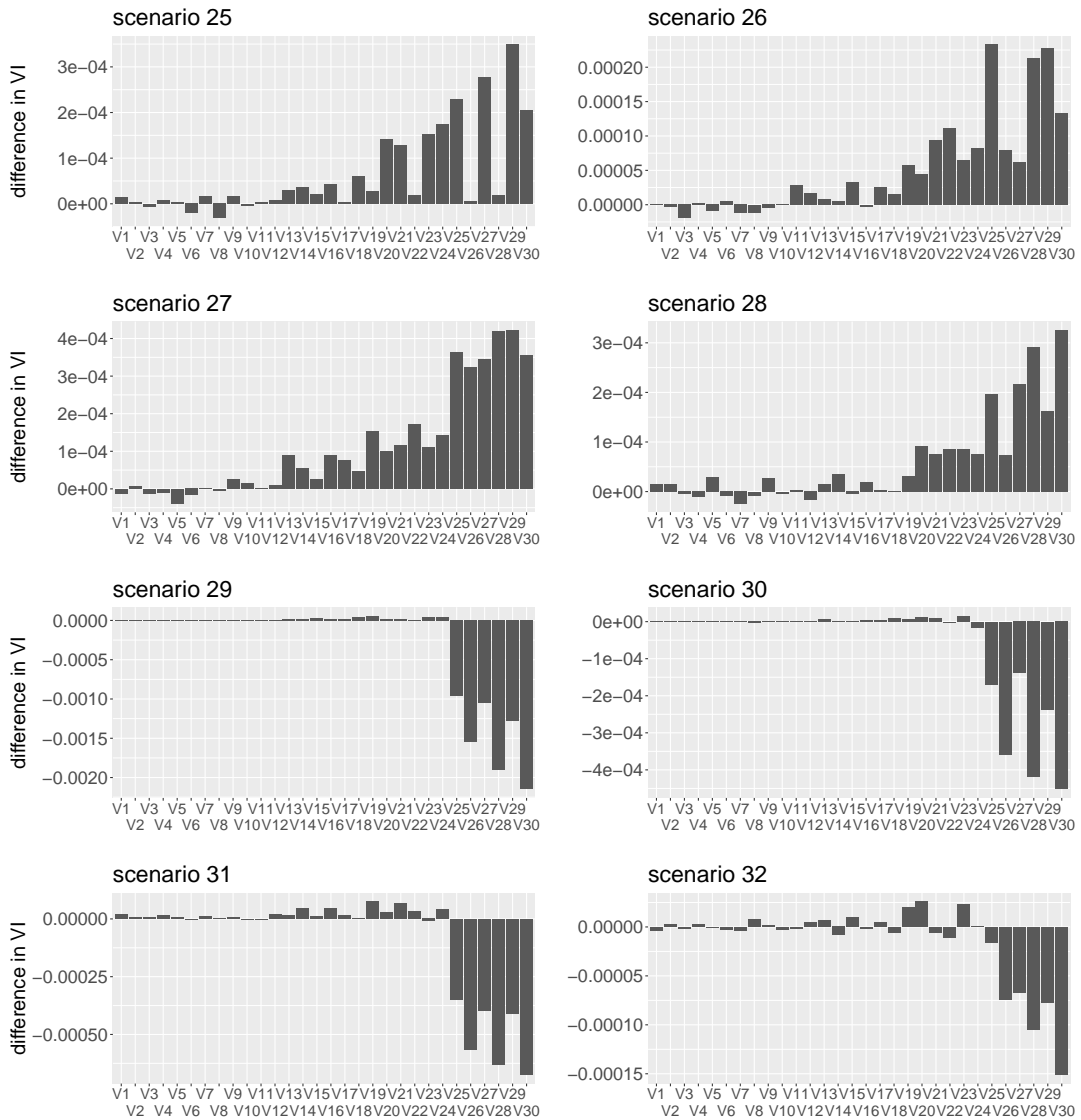 scenario 25
difference in VI
3e−04
2e−04
1e−04
0e+00
V1 V3 V5 V7 V9 V11 V13 V15 V17 V19 V21 V23 V25 V27 V29
V2 V4 V6 V8 V10 V12 V14 V16 V18 V20 V22 V24 V26 V28 V30
scenario 26
0.00020
0.00015
0.00010
0.00005
0.00000
V1 V3 V5 V7 V9 V11 V13 V15 V17 V19 V21 V23 V25 V27 V29
V2 V4 V6 V8 V10 V12 V14 V16 V18 V20 V22 V24 V26 V28 V30
scenario 27
difference in VI
4e−04
3e−04
2e−04
1e−04
0e+00
V1 V3 V5 V7 V9 V11 V13 V15 V17 V19 V21 V23 V25 V27 V29
V2 V4 V6 V8 V10 V12 V14 V16 V18 V20 V22 V24 V26 V28 V30
scenario 28
3e−04
2e−04
1e−04
0e+00
V1 V3 V5 V7 V9 V11 V13 V15 V17 V19 V21 V23 V25 V27 V29
V2 V4 V6 V8 V10 V12 V14 V16 V18 V20 V22 V24 V26 V28 V30
scenario 29
difference in VI
0.0000
−0.0005
−0.0010
−0.0015
−0.0020
V1 V3 V5 V7 V9 V11 V13 V15 V17 V19 V21 V23 V25 V27 V29
V2 V4 V6 V8 V10 V12 V14 V16 V18 V20 V22 V24 V26 V28 V30
scenario 30
0e+00
−1e−04
−2e−04
−3e−04
−4e−04
V1 V3 V5 V7 V9 V11 V13 V15 V17 V19 V21 V23 V25 V27 V29
V2 V4 V6 V8 V10 V12 V14 V16 V18 V20 V22 V24 V26 V28 V30
scenario 31
difference in VI
0.00000
−0.00025
−0.00050
V1 V3 V5 V7 V9 V11 V13 V15 V17 V19 V21 V23 V25 V27 V29
V2 V4 V6 V8 V10 V12 V14 V16 V18 V20 V22 V24 V26 V28 V30
scenario 32
0.00000
−0.00005
−0.00010
−0.00015
V1 V3 V5 V7 V9 V11 V13 V15 V17 V19 V21 V23 V25 V27 V29
V2 V4 V6 V8 V10 V12 V14 V16 V18 V20 V22 V24 V26 V28 V30